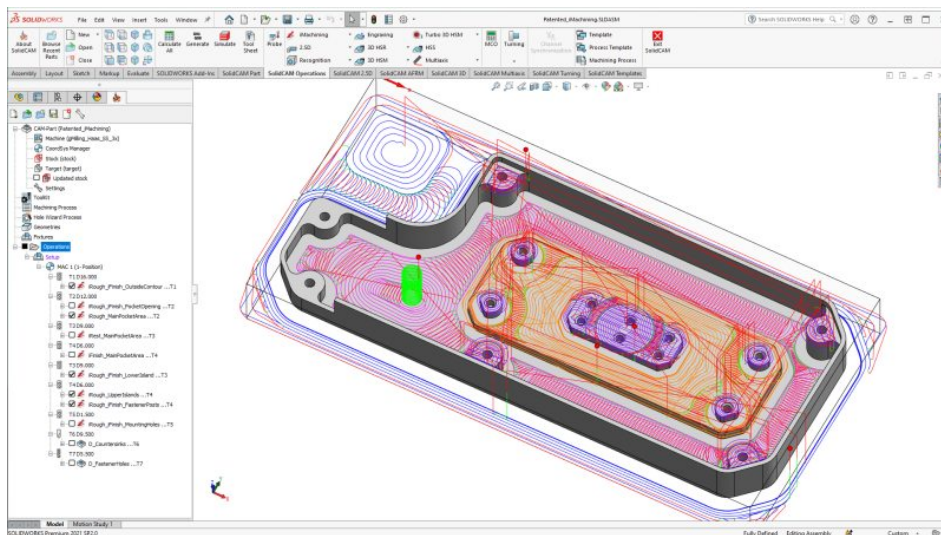 SOLIDWORKS File Edit View Insert Tools Window Patented_iMachining.SLDASM Search SOLIDWORKS Help
About SolidCAM
Browse Recent Parts
New
Open
Close
Calculate All
Generate
Simulate
Tool Sheet
Probe
iMachining
2.5D
Recognition
Engraving
3D HSR
3D HSM
Turbo 3D HSM
HSS
Multiaxis
MCO
Turning
Channel Synchronization
Template
Process Template
Machining Process
Exit SolidCAM
Assembly Layout Sketch Markup Evaluate SOLIDWORKS Add-Ins SolidCAM Part SolidCAM Operations SolidCAM 2.5D SolidCAM AFRM SolidCAM 3D SolidCAM Multiaxis SolidCAM Turning SolidCAM Templates
CAM-Part (Patented_iMachining)
Machine (gMilling_Haas_SS_3x)
CoordSys Manager
Stock (stock)
Target (target)
Updated stock
Settings
ToolKit
Machining Process
Hole Wizard Process
Geometries
Fixtures
Operations
Setup
MAC 1 (1- Position)
T1 D16.000
iRough_iFinish_OutsideContour ...T1
T2 D12.000
iRough_iFinish_PocketOpening ...T2
iRough_MainPocketArea ...T2
T3 D9.000
iRest_MainPocketArea ...T3
T4 D6.000
iFinish_MainPocketArea ...T4
T3 D9.000
iRough_iFinish_LowerIsland ...T3
T4 D6.000
iRough_UpperIslands ...T4
iRough_iFinish_FastenerPosts ...T4
T5 D1.500
iRough_iFinish_MountingHoles ...T5
T6 D9.500
D_Countersinks ...T6
T7 D5.500
D_FastenerHoles ...T7
Model Motion Study 1
SOLIDWORKS Premium 2021 SP2.0 Fully Defined Editing Assembly Custom